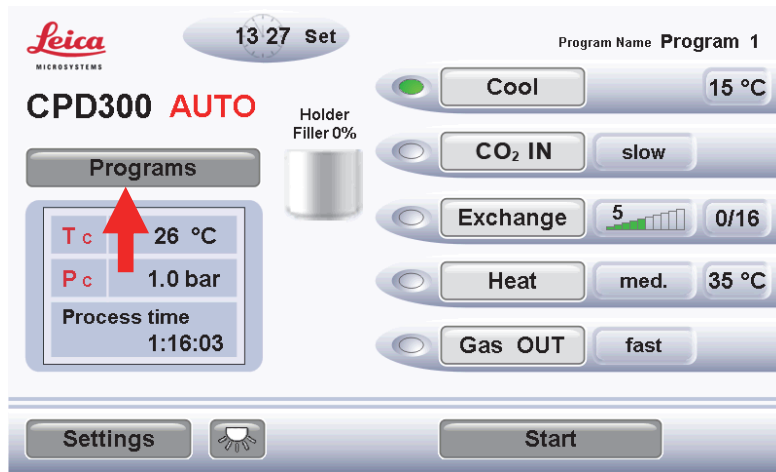 Leica
MICROSYSTEMS
13 27 Set
Program Name Program 1
CPD300 AUTO
Holder
Filler 0%
Programs
Tc 26 °C
Pc 1.0 bar
Process time
1:16:03
Cool 15 °C
CO₂ IN slow
Exchange 5 0/16
Heat med. 35 °C
Gas OUT fast
Settings
Start